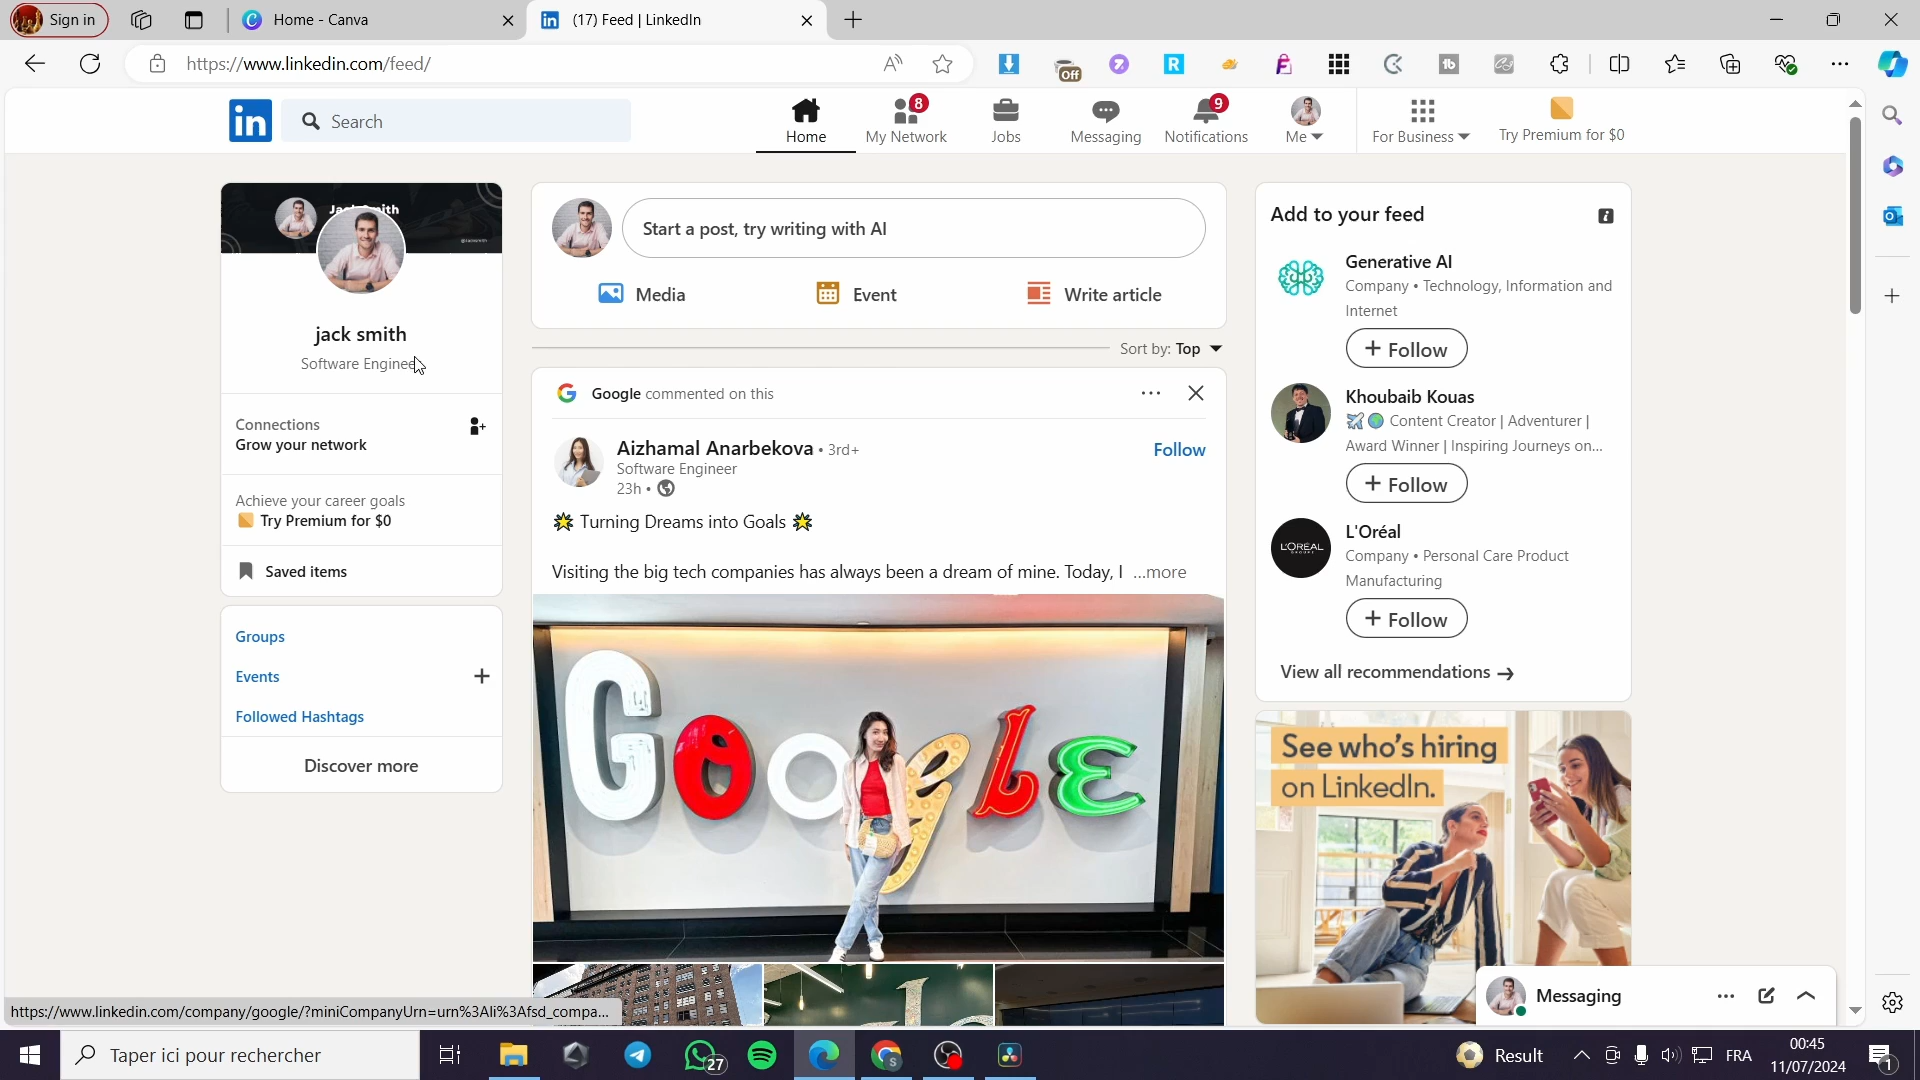 Sign in
Home - Canva
(17) Feed | LinkedIn
https://www.linkedin.com/feed/
Off
R
in
Search
Home
8
My Network
Jobs
Messaging
9
Notifications
Me
For Business
Try Premium for $0
jack smith
Software Enginee
Connections
Grow your network
Achieve your career goals
Try Premium for $0
Saved items
Groups
Events
Followed Hashtags
Discover more
Start a post, try writing with AI
Media
Event
Write article
Sort by: Top
Google commented on this
Aizhamal Anarbekova • 3rd+
Follow
Software Engineer
23h •
Turning Dreams into Goals
Visiting the big tech companies has always been a dream of mine. Today, I ...more
Google
Add to your feed
Generative AI
Company • Technology, Information and
Internet
+ Follow
Khoubaib Kouas
Content Creator | Adventurer |
Award Winner | Inspiring Journeys on...
+ Follow
L'ORÉAL
L'Oréal
Company • Personal Care Product
Manufacturing
+ Follow
View all recommendations
See who's hiring
on LinkedIn.
Messaging
https://www.linkedin.com/company/google/?miniCompanyUrn=urn%3Ali%3Afsd_compa...
Taper ici pour rechercher
27
Result
FRA
00:45
11/07/2024
1